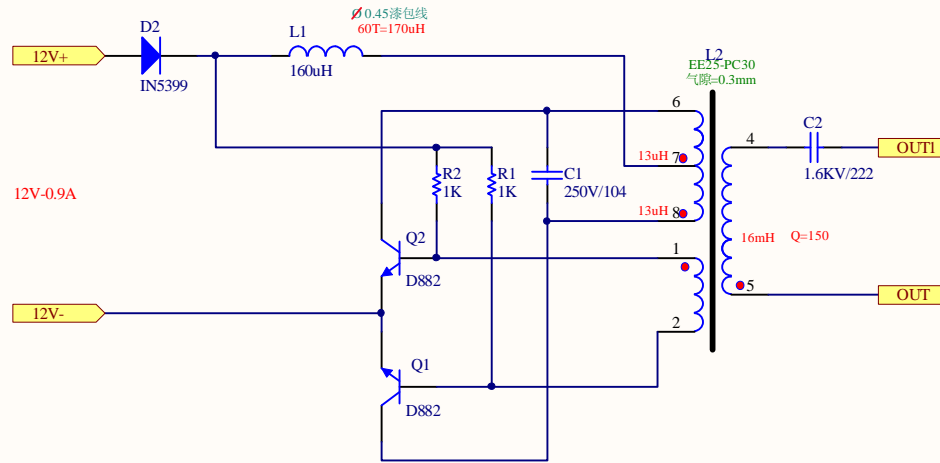 Ø 0.45漆包线
60T=170uH
D2
L1
L2
EE25-PC30
气隙=0.3mm
12V+
IN5399
160uH
6
4
C2
OUT1
13uH
7
R2
1K
R1
1K
C1
250V/104
1.6KV/222
12V-0.9A
13uH
8
Q2
1
16mH
Q=150
D882
5
OUT
12V-
2
Q1
D882